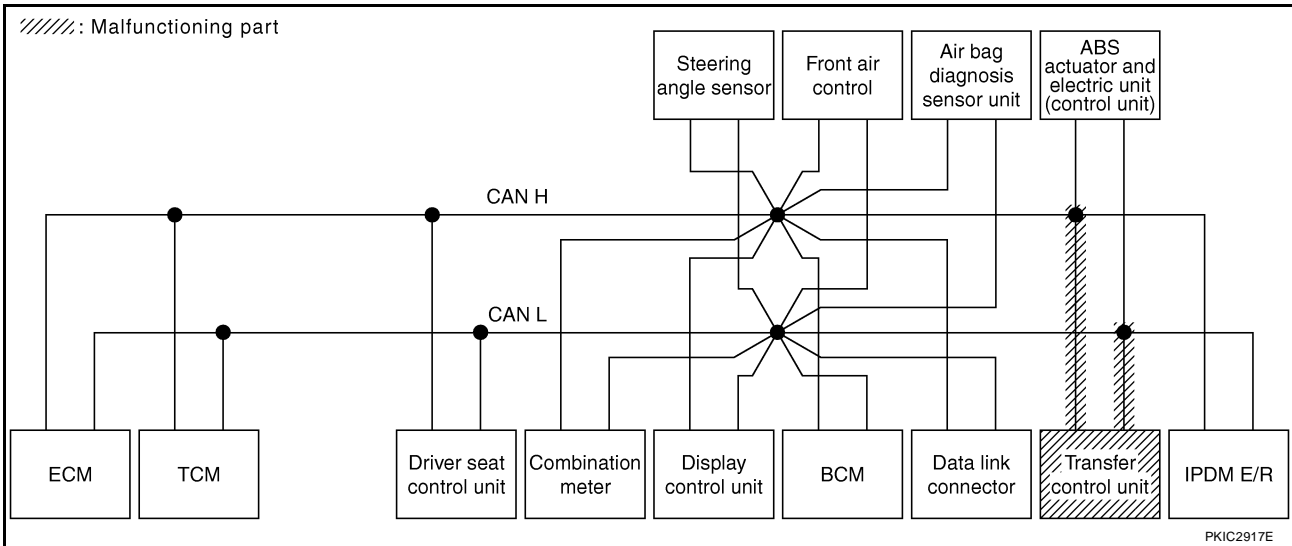 : Malfunctioning part
Steering
angle sensor
Front air
control
Air bag
diagnosis
sensor unit
ABS
actuator and
electric unit
(control unit)
CAN H
CAN L
ECM
TCM
Driver seat
control unit
Combination
meter
Display
control unit
BCM
Data link
connector
Transfer
control unit
IPDM E/R
PKIC2917E